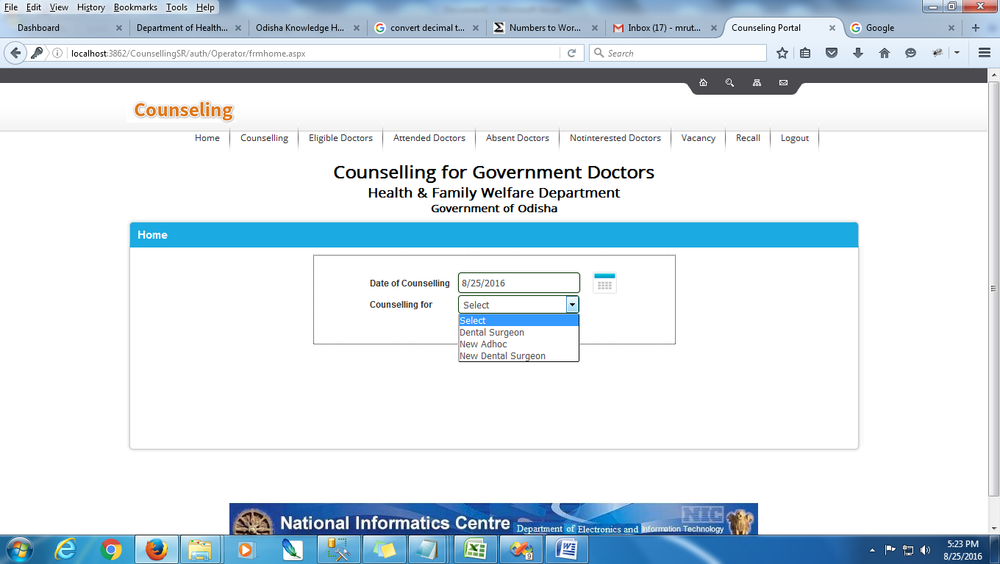 File Edit View History Bookmarks Tools Help
Dashboard
Department of Health...
Odisha Knowledge H...
convert decimal t...
Numbers to Wor...
Inbox (17) - mrut...
Counseling Portal
Google
localhost:3862/CounsellingSR/auth/Operator/frmhome.aspx
Search
Counseling
Home Counselling Eligible Doctors Attended Doctors Absent Doctors Notinterested Doctors Vacancy Recall Logout
Counselling for Government Doctors
Health & Family Welfare Department
Government of Odisha
Home
Date of Counselling 8/25/2016
Counselling for Select
Select
Dental Surgeon
New Adhoc
New Dental Surgeon
NIC
National Informatics Centre Department of Electronics and Information Technology
9
5:23 PM
8/25/2016